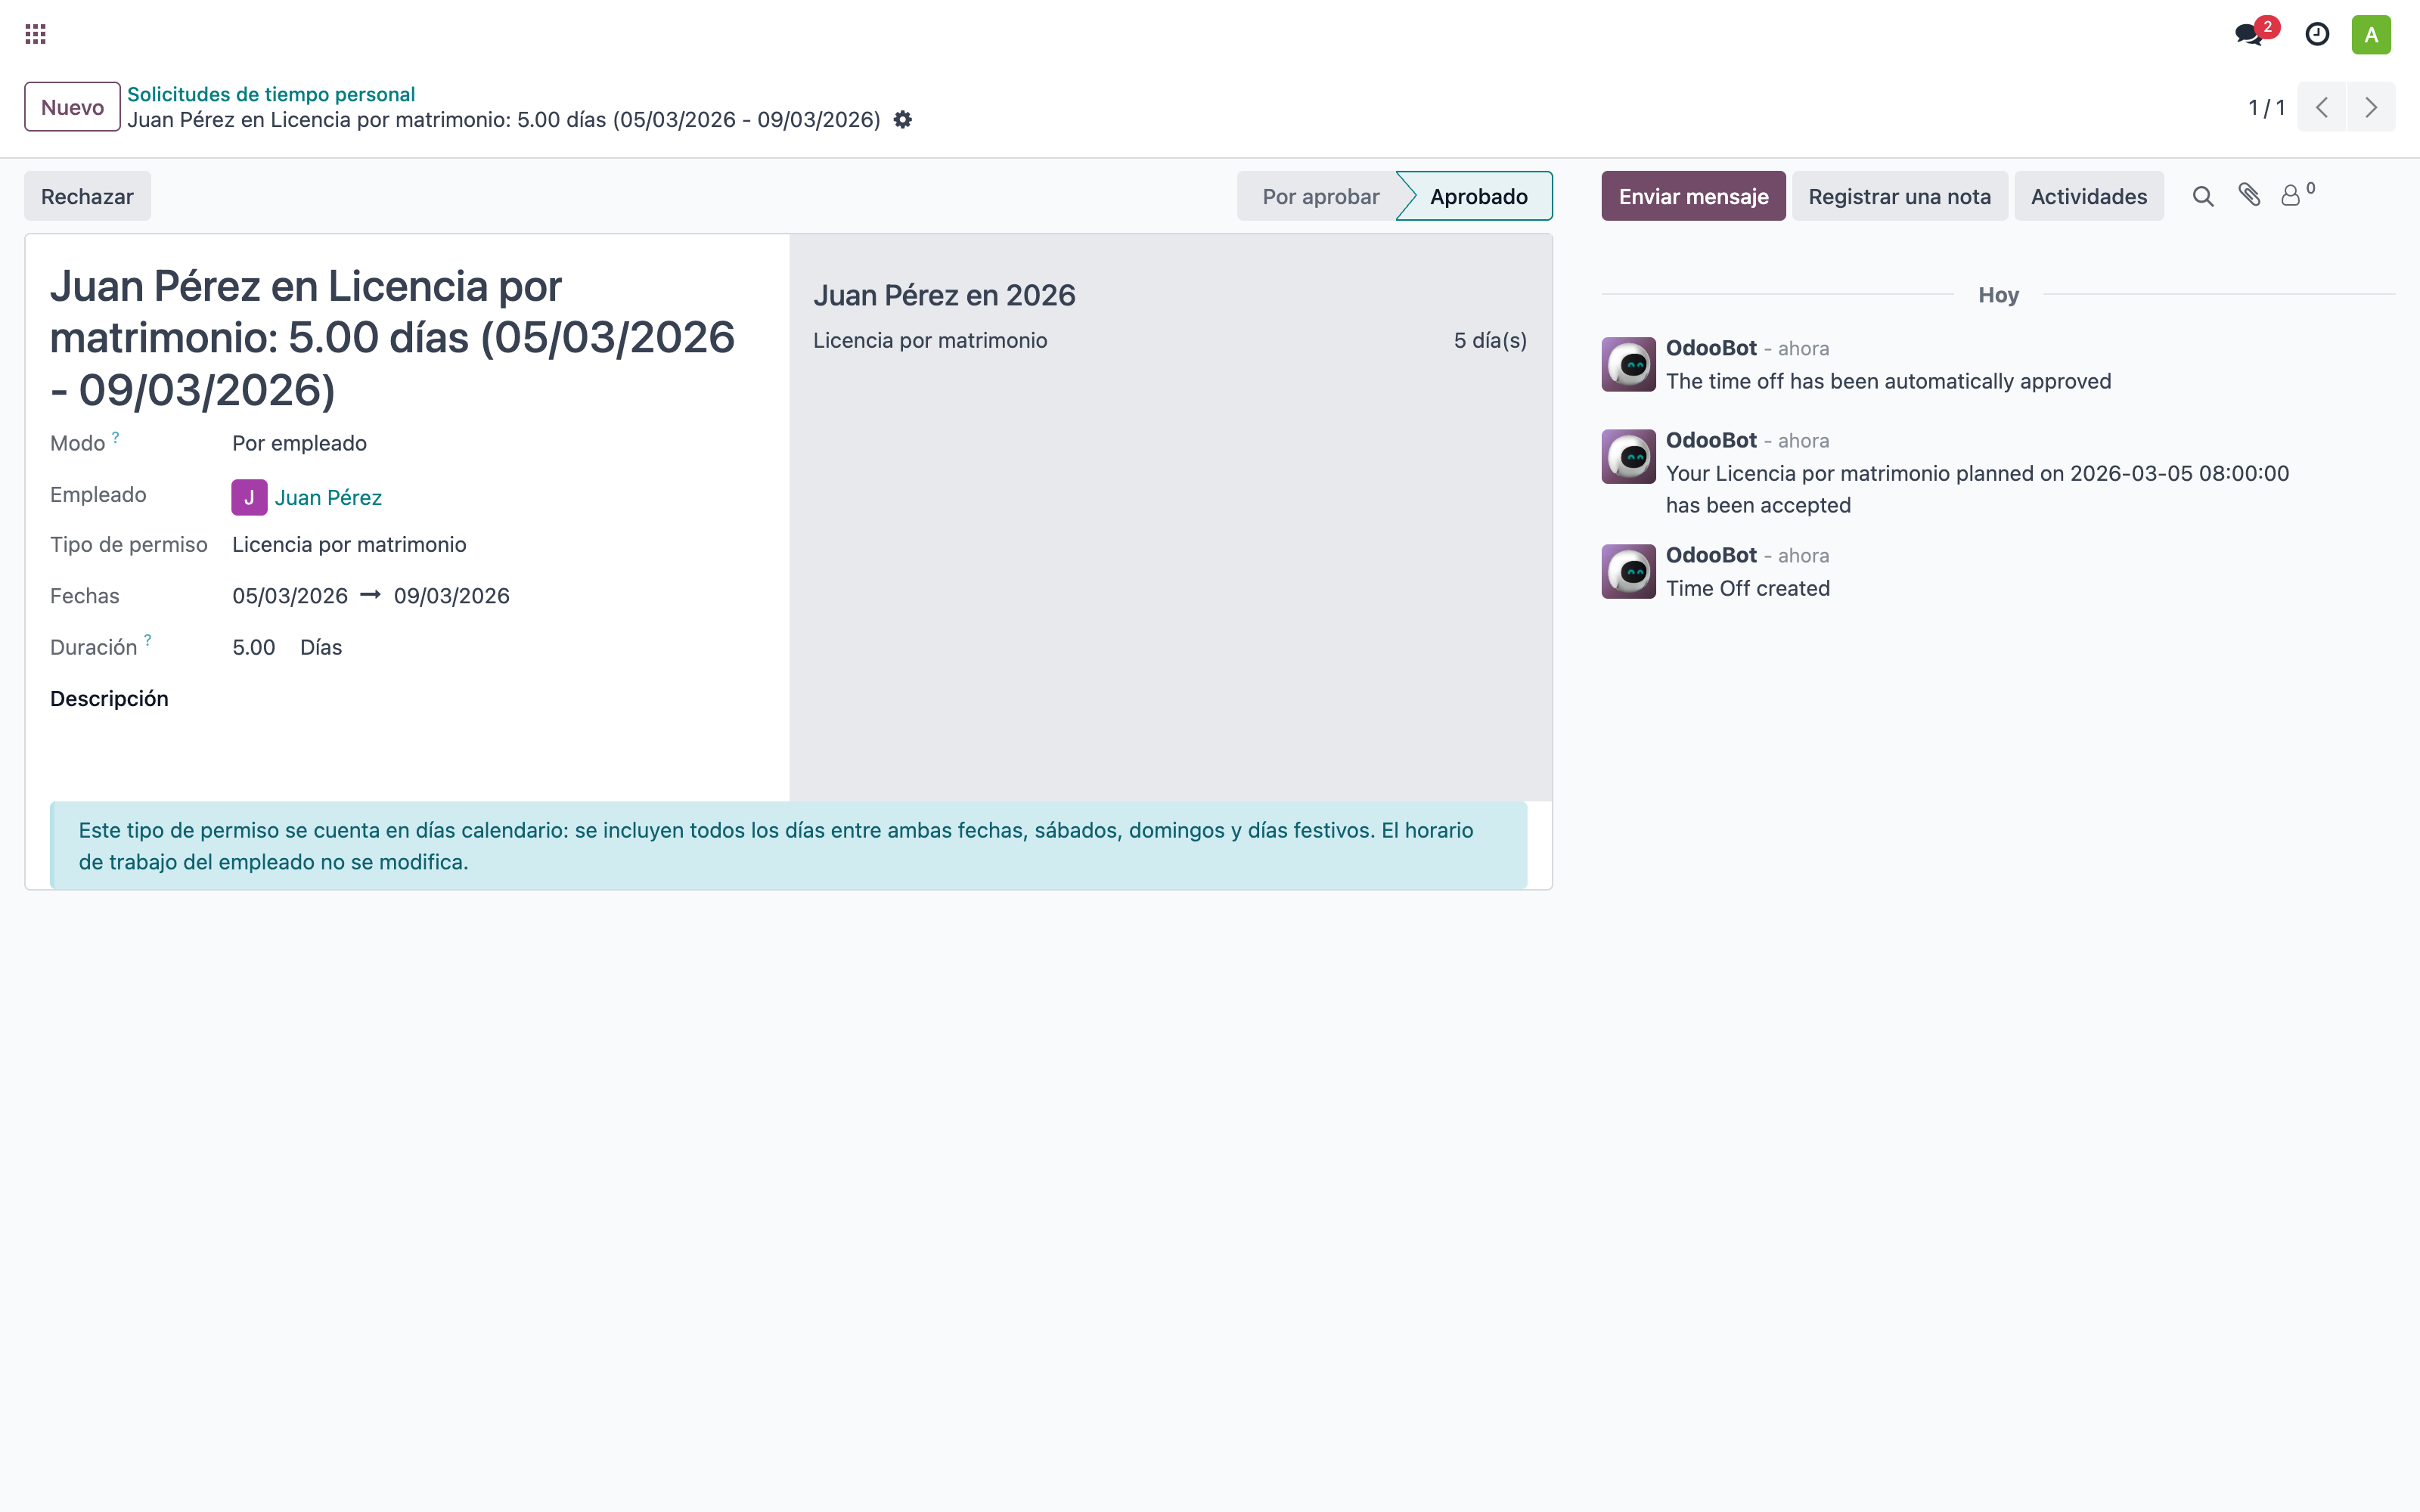 2
A
Nuevo
Solicitudes de tiempo personal
Juan Pérez en Licencia por matrimonio: 5.00 días (05/03/2026 - 09/03/2026)
1 / 1
Rechazar
Por aprobar
Aprobado
Enviar mensaje
Registrar una nota
Actividades
0
Juan Pérez en Licencia por
matrimonio: 5.00 días (05/03/2026
- 09/03/2026)
Modo ?
Por empleado
Empleado
J Juan Pérez
Tipo de permiso
Licencia por matrimonio
Fechas
05/03/2026 → 09/03/2026
Duración ?
5.00 Días
Descripción
Juan Pérez en 2026
Licencia por matrimonio
5 día(s)
Este tipo de permiso se cuenta en días calendario: se incluyen todos los días entre ambas fechas, sábados, domingos y días festivos. El horario
de trabajo del empleado no se modifica.
Hoy
OdooBot - ahora
The time off has been automatically approved
OdooBot - ahora
Your Licencia por matrimonio planned on 2026-03-05 08:00:00
has been accepted
OdooBot - ahora
Time Off created